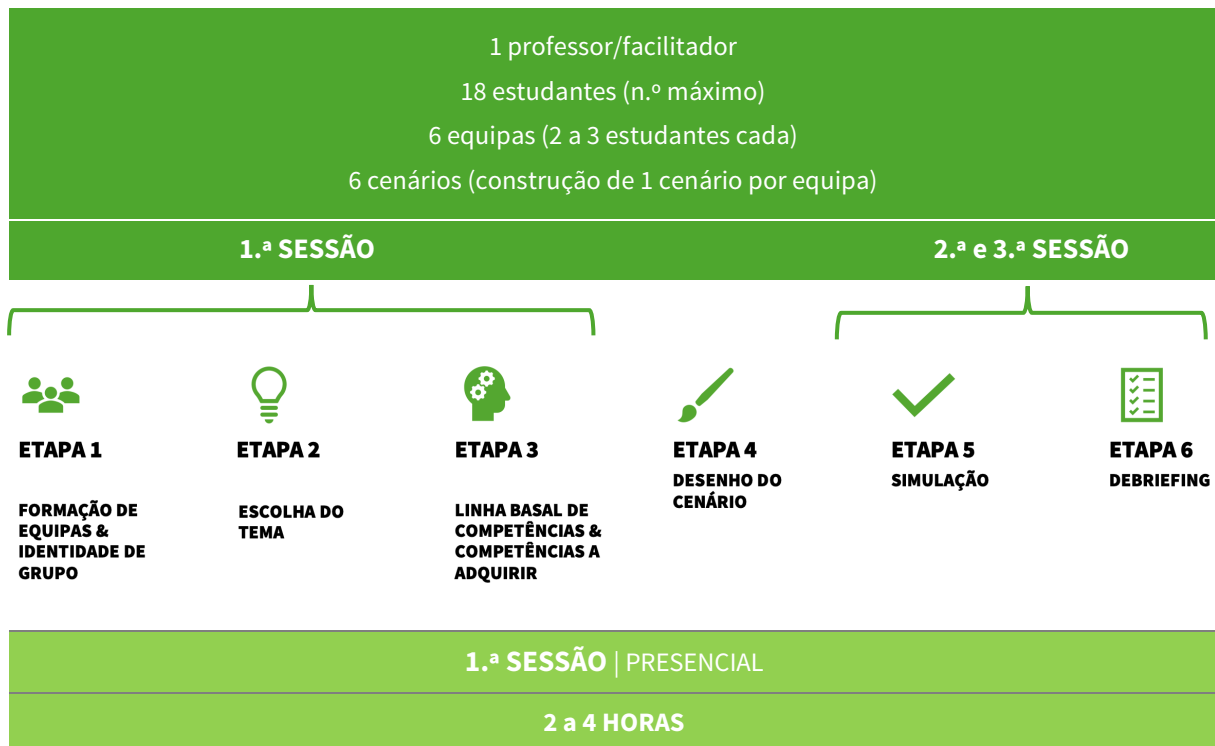 1 professor/facilitador
18 estudantes (n.º máximo)
6 equipas (2 a 3 estudantes cada)
6 cenários (construção de 1 cenário por equipa)
1.ª SESSÃO
2.ª e 3.ª SESSÃO
ETAPA 1
FORMAÇÃO DE
EQUIPAS &
IDENTIDADE DE
GRUPO
ETAPA 2
ESCOLHA DO
TEMA
ETAPA 3
LINHA BASAL DE
COMPETÊNCIAS &
COMPETÊNCIAS A
ADQUIRIR
ETAPA 4
DESENHO DO
CENÁRIO
ETAPA 5
SIMULAÇÃO
ETAPA 6
DEBRIEFING
1.ª SESSÃO | PRESENCIAL
2 a 4 HORAS